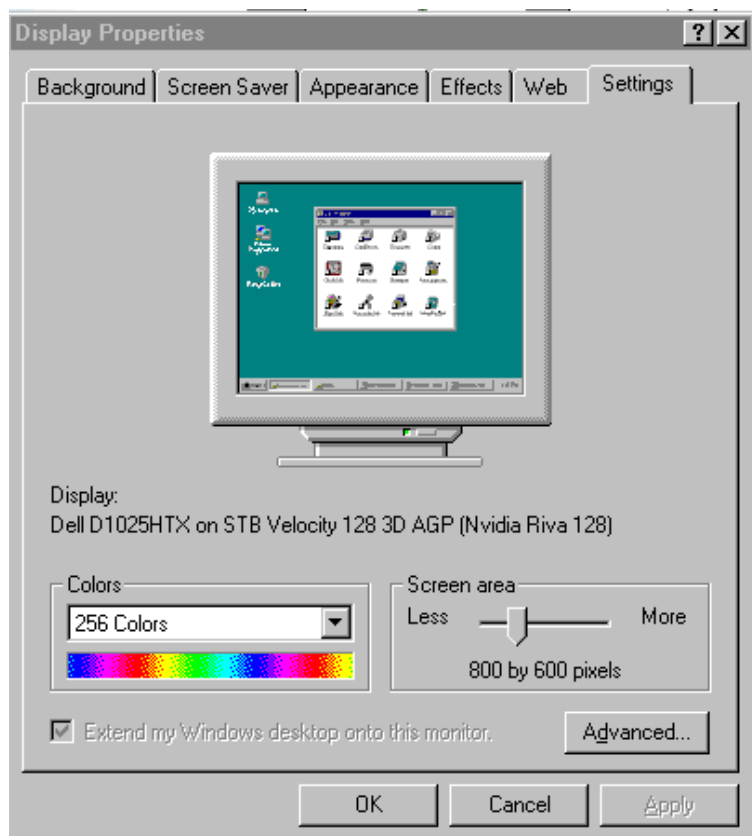 Display Properties
Background Screen Saver Appearance Effects Web Settings
Display:
Dell D1025HTX on STB Velocity 128 3D AGP (Nvidia Riva 128)
Colors
256 Colors
Screen area
Less More
800 by 600 pixels
Extend my Windows desktop onto this monitor.
Advanced...
OK Cancel Apply